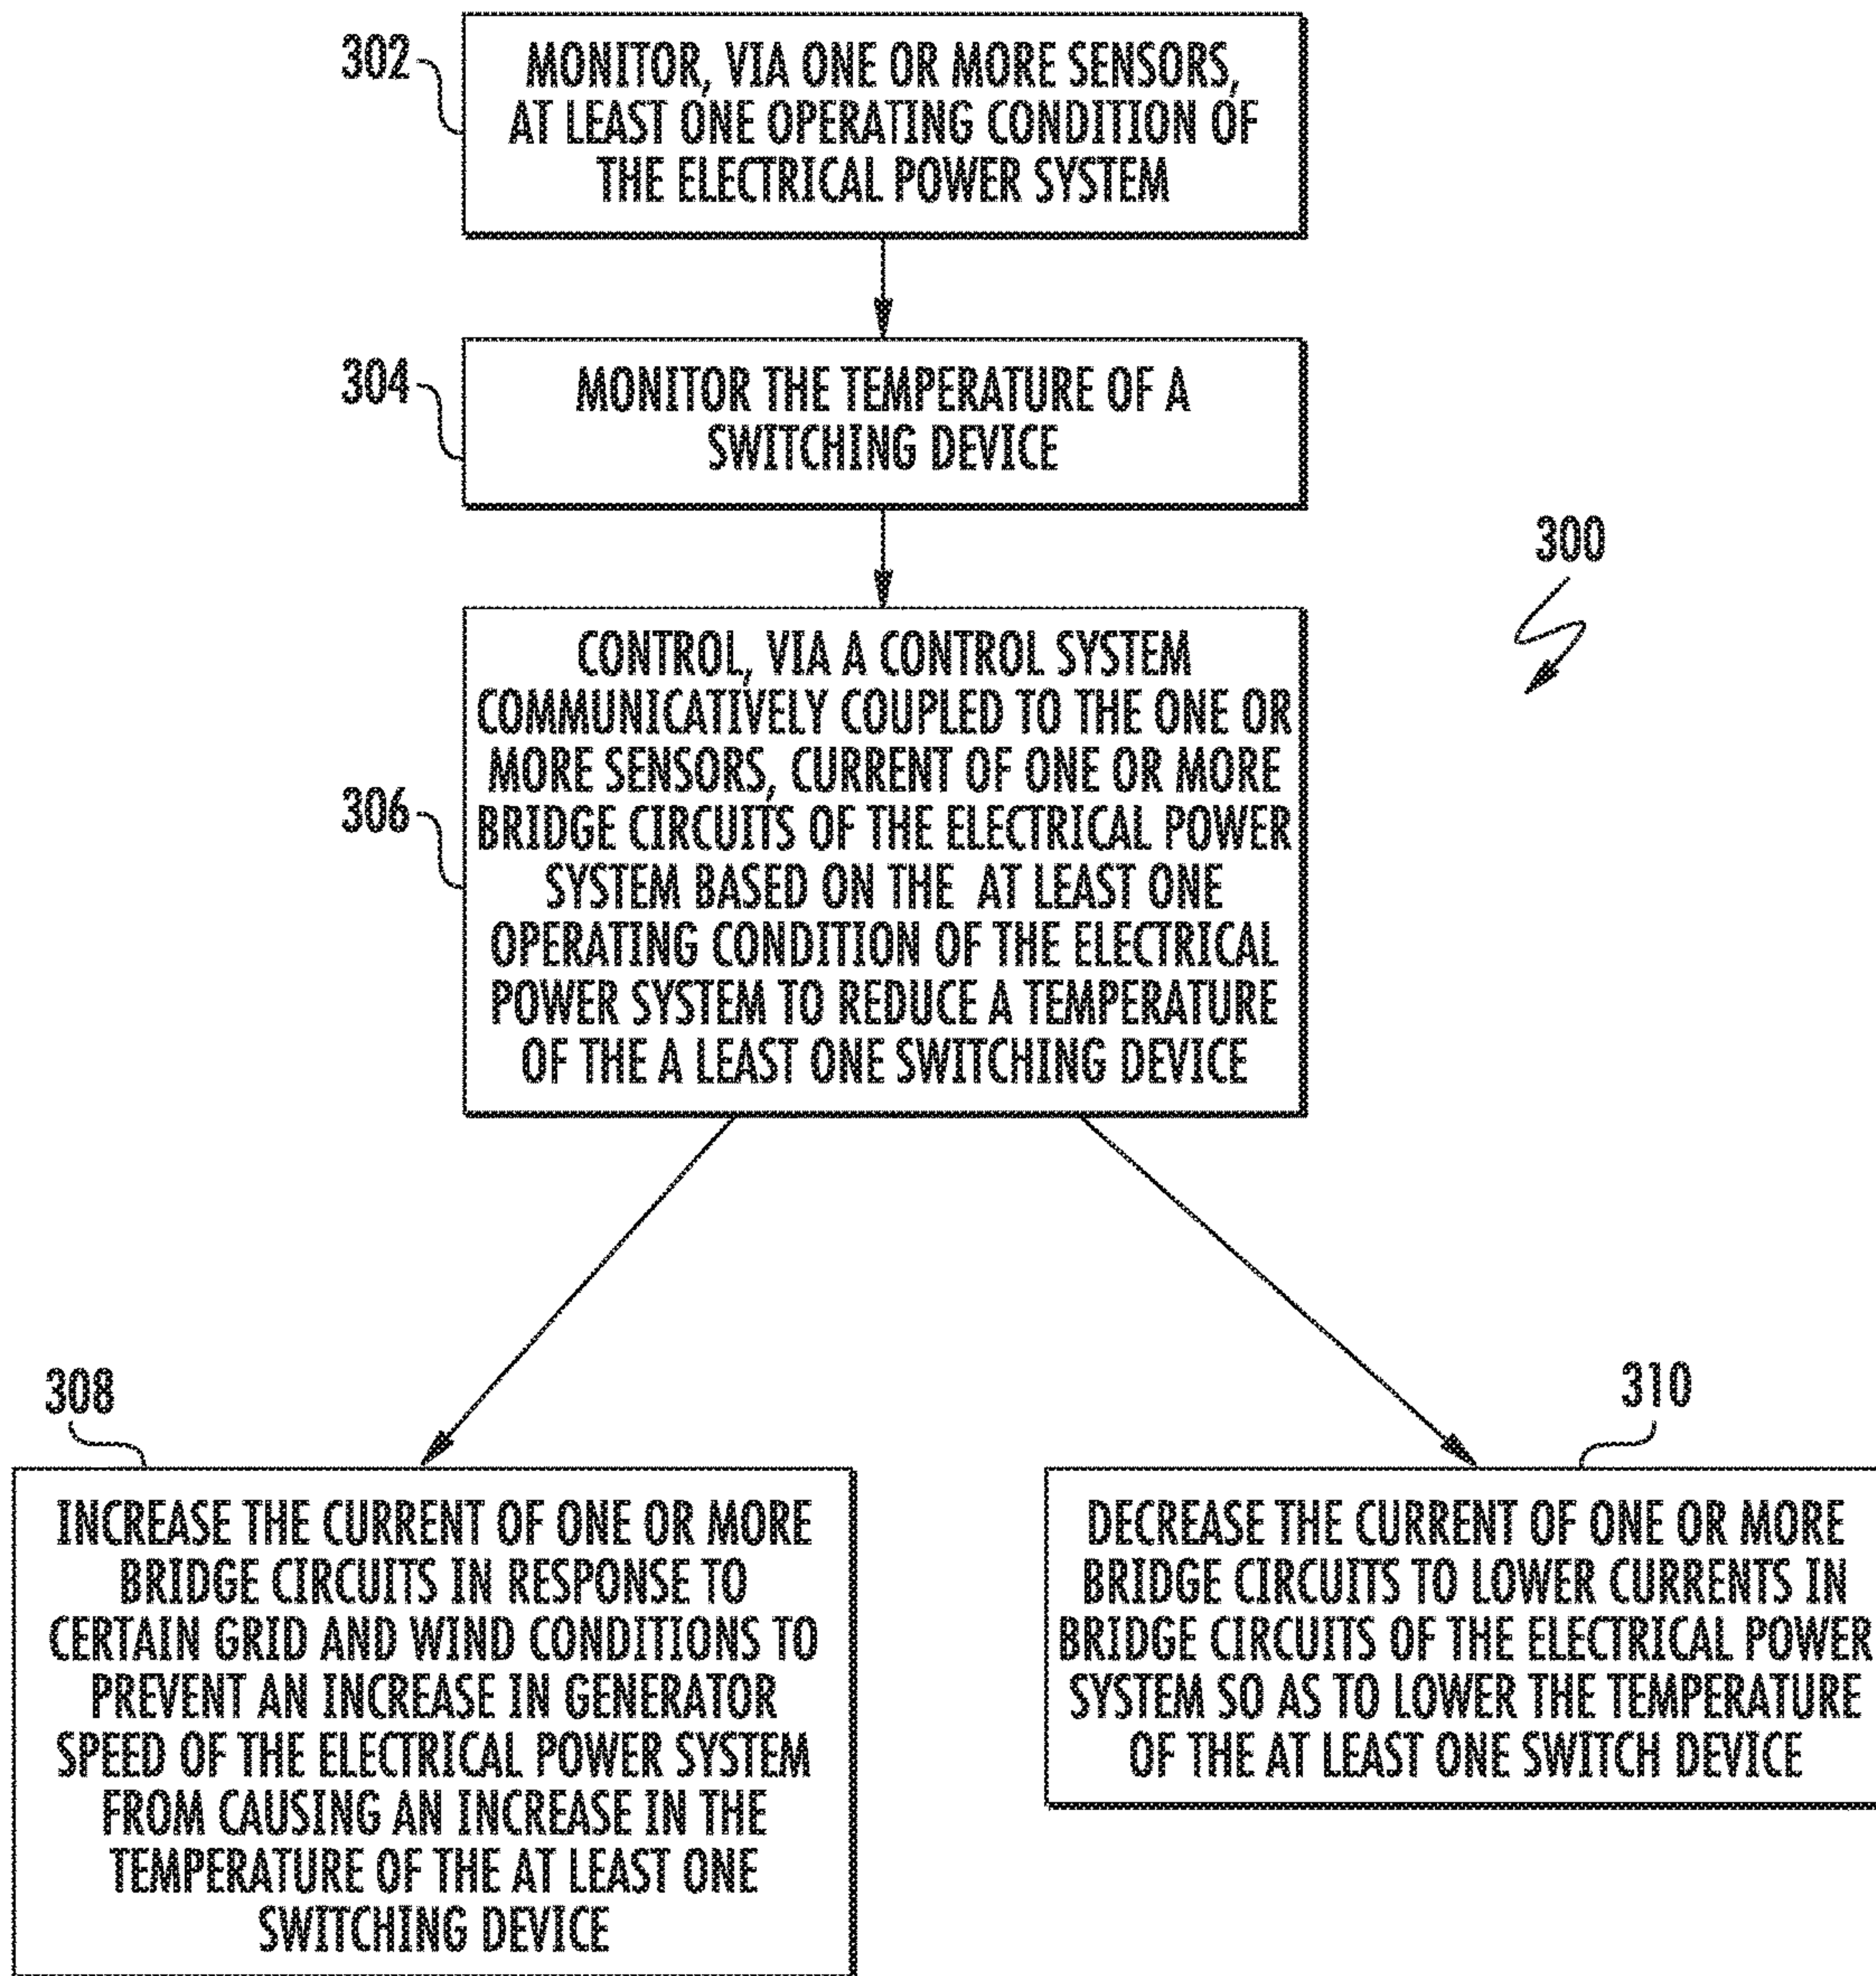 302
MONITOR, VIA ONE OR MORE SENSORS,
AT LEAST ONE OPERATING CONDITION OF
THE ELECTRICAL POWER SYSTEM
304
MONITOR THE TEMPERATURE OF A
SWITCHING DEVICE
300
306
CONTROL, VIA A CONTROL SYSTEM
COMMUNICATIVELY COUPLED TO THE ONE OR
MORE SENSORS, CURRENT OF ONE OR MORE
BRIDGE CIRCUITS OF THE ELECTRICAL POWER
SYSTEM BASED ON THE AT LEAST ONE
OPERATING CONDITION OF THE ELECTRICAL
POWER SYSTEM TO REDUCE A TEMPERATURE
OF THE A LEAST ONE SWITCHING DEVICE
308
INCREASE THE CURRENT OF ONE OR MORE
BRIDGE CIRCUITS IN RESPONSE TO
CERTAIN GRID AND WIND CONDITIONS TO
PREVENT AN INCREASE IN GENERATOR
SPEED OF THE ELECTRICAL POWER SYSTEM
FROM CAUSING AN INCREASE IN THE
TEMPERATURE OF THE AT LEAST ONE
SWITCHING DEVICE
310
DECREASE THE CURRENT OF ONE OR MORE
BRIDGE CIRCUITS TO LOWER CURRENTS IN
BRIDGE CIRCUITS OF THE ELECTRICAL POWER
SYSTEM SO AS TO LOWER THE TEMPERATURE
OF THE AT LEAST ONE SWITCH DEVICE